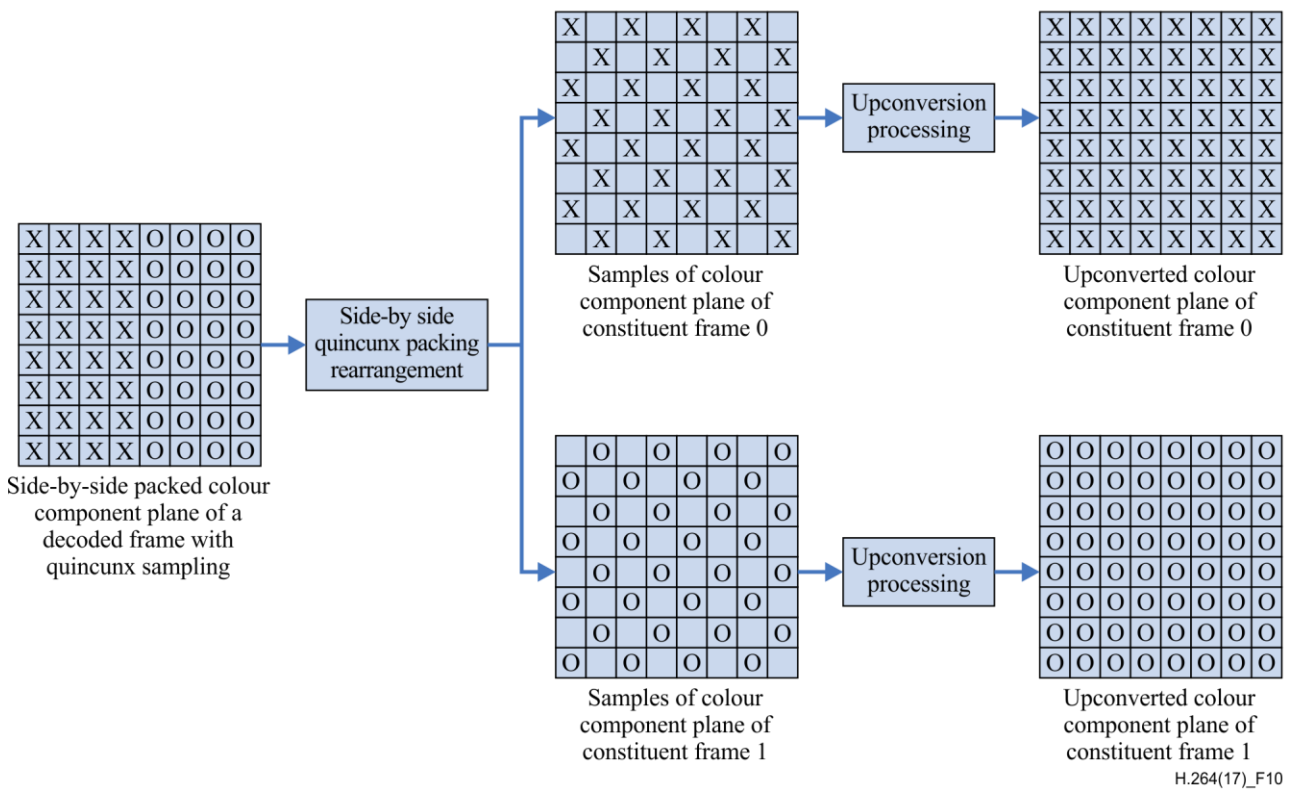 X X X X
X X X X
X X X X
X X X X
X X X X
X X X X
X X X X
X X X X
Upconversion
processing
X X X X X X X X
X X X X X X X X
X X X X X X X X
X X X X X X X X
X X X X X X X X
X X X X X X X X
X X X X X X X X
X X X X X X X X
Samples of colour
component plane of
constituent frame 0
Upconverted colour
component plane of
constituent frame 0
X X X X O O O O
X X X X O O O O
X X X X O O O O
X X X X O O O O
X X X X O O O O
X X X X O O O O
X X X X O O O O
X X X X O O O O
Side-by-side packed colour
component plane of a
decoded frame with
quincunx sampling
Side-by side
quincunx packing
rearrangement
O O O O
O O O O
O O O O
O O O O
O O O O
O O O O
O O O O
O O O O
Upconversion
processing
O O O O O O O O
O O O O O O O O
O O O O O O O O
O O O O O O O O
O O O O O O O O
O O O O O O O O
O O O O O O O O
O O O O O O O O
Samples of colour
component plane of
constituent frame 1
Upconverted colour
component plane of
constituent frame 1
H.264(17)_F10